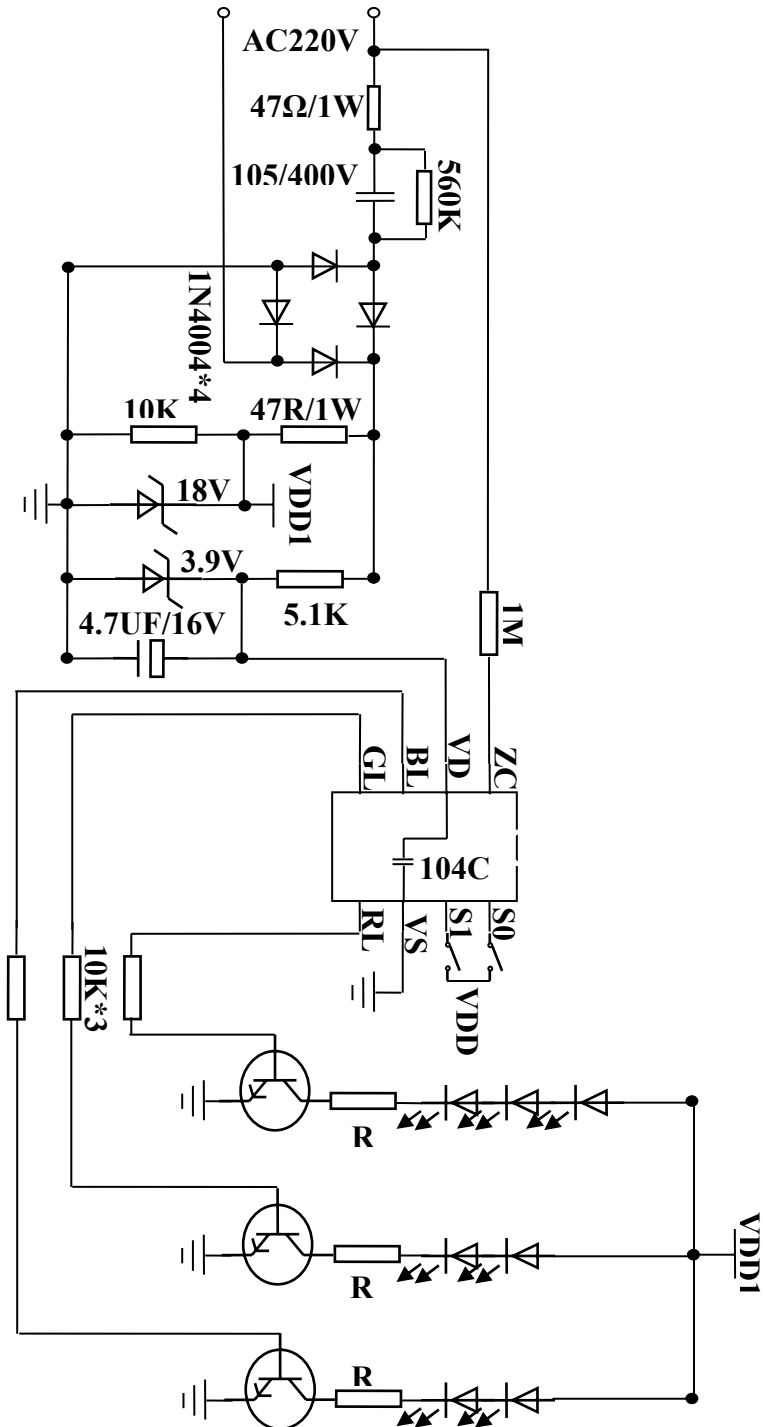 AC220V
47Ω/1W
105/400V
560K
1N4004*4
10K
47R/1W
18V
VDD1
3.9V
5.1K
4.7UF/16V
1M
GL
BL
VD
ZC
104C
RL
VS
S1
S0
VDD
10K*3
R
R
VDD1
R